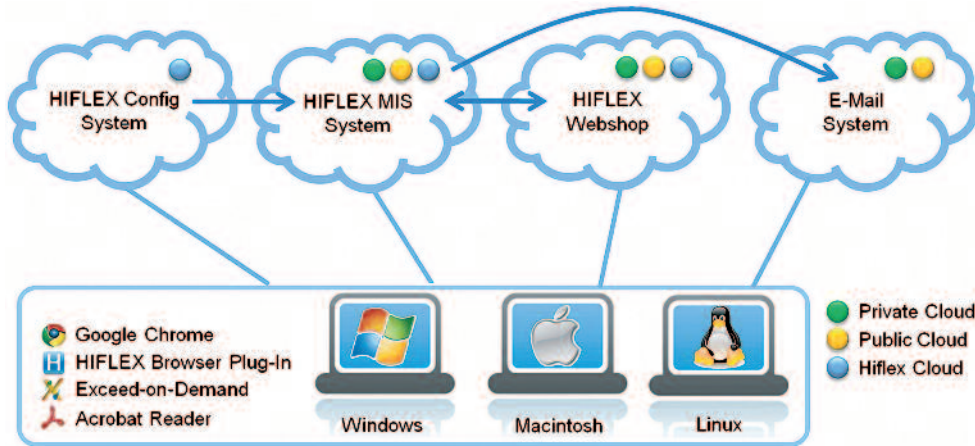 HIFLEX Config
System
HIFLEX MIS
System
HIFLEX
Webshop
E-Mail
System
Google Chrome
H
HIFLEX Browser Plug-In
Exceed-on-Demand
Acrobat Reader
Windows
Macintosh
Linux
Private Cloud
Public Cloud
Hiflex Cloud